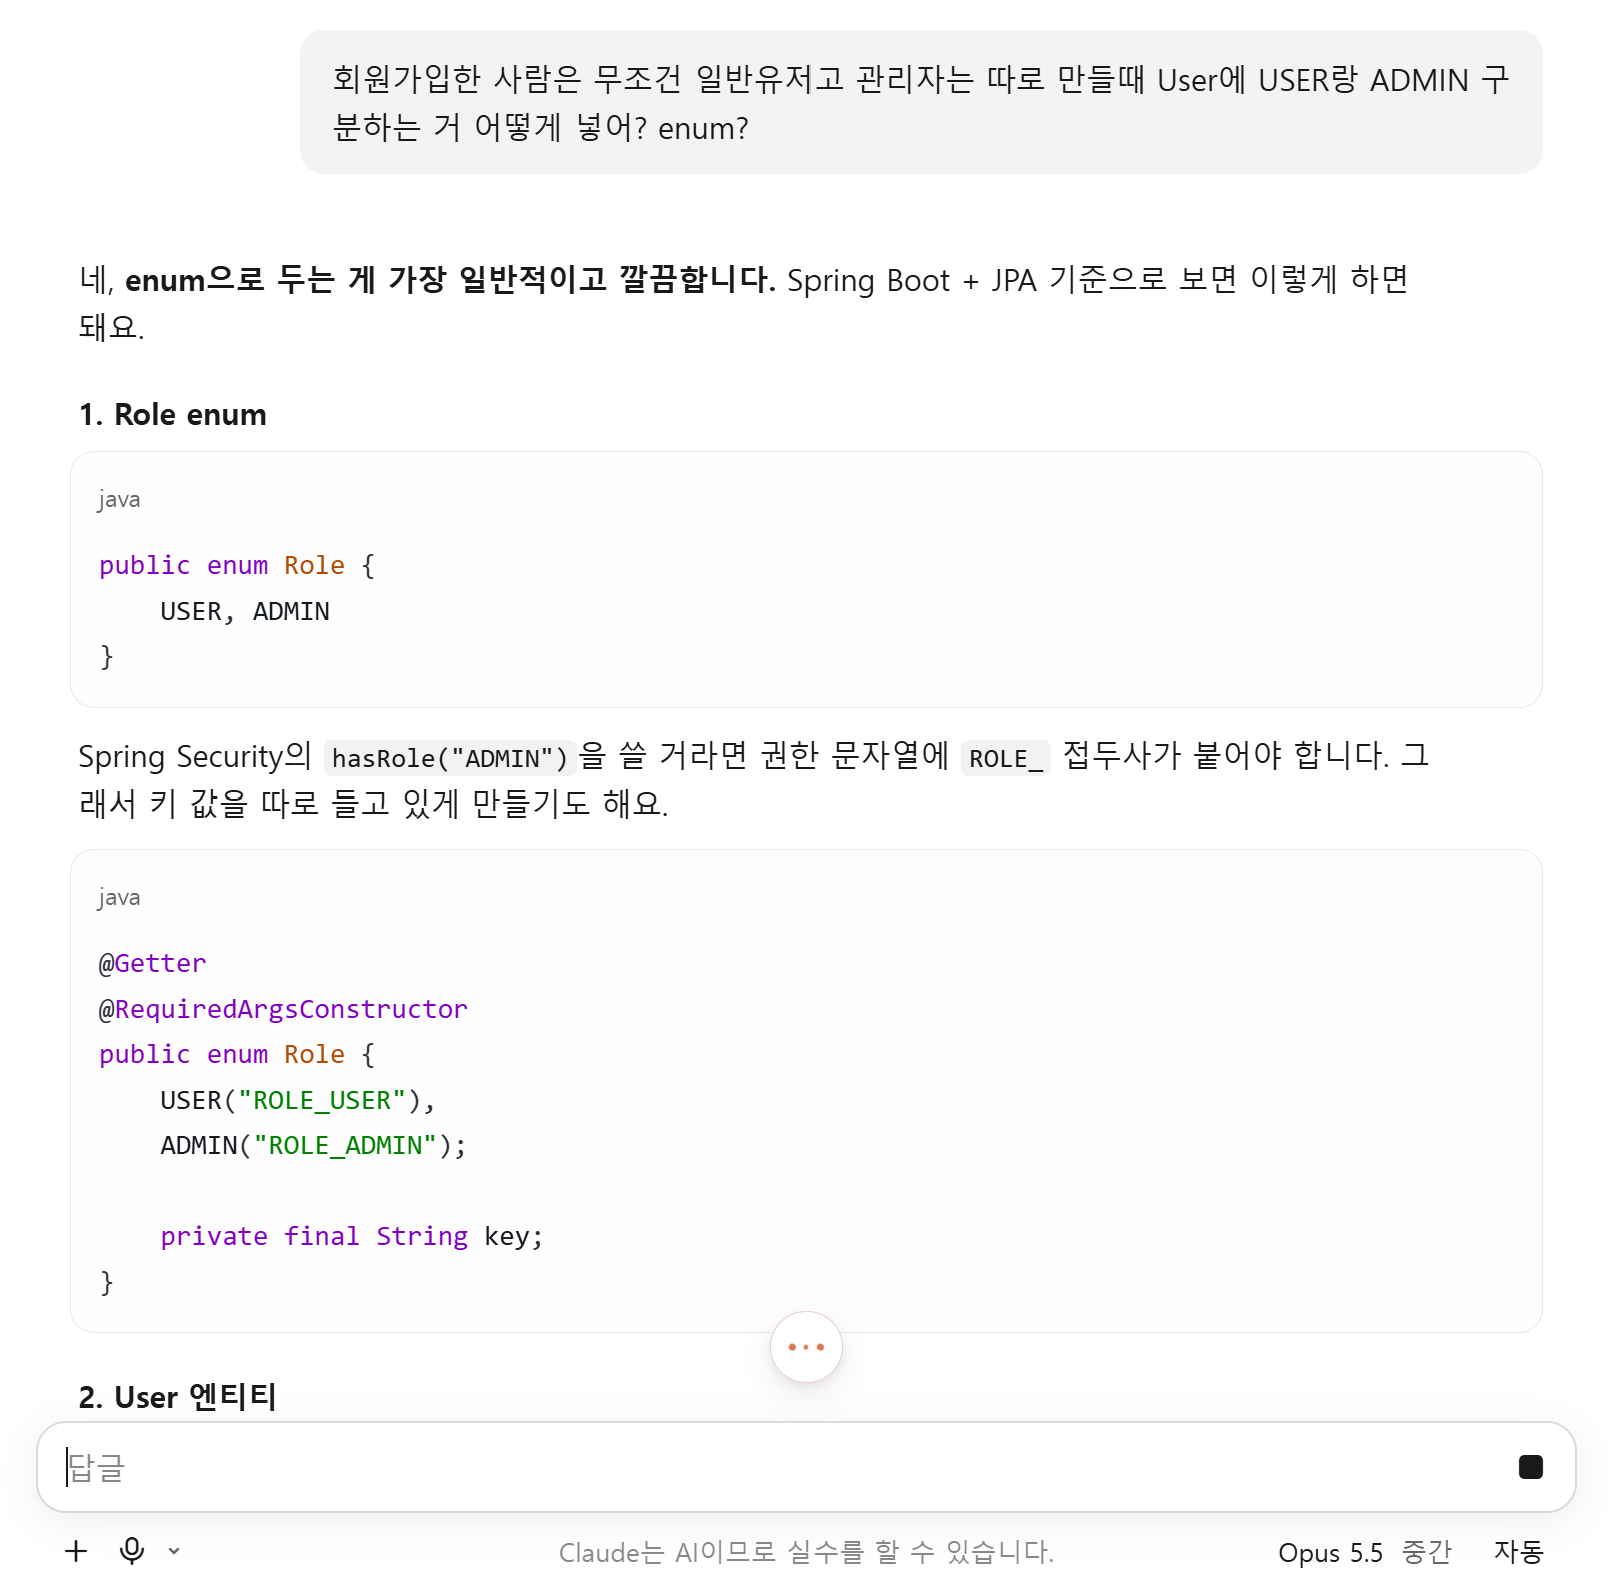 회원가입한 사람은 무조건 일반유저고 관리자는 따로 만들때 User에 USER랑 ADMIN 구
분하는 거 어떻게 넣어? enum?
네, enum으로 두는 게 가장 일반적이고 깔끔합니다. Spring Boot + JPA 기준으로 보면 이렇게 하면
돼요.
1. Role enum
java
public enum Role {
    USER, ADMIN
}
Spring Security의 hasRole("ADMIN")을 쓸 거라면 권한 문자열에 ROLE_ 접두사가 붙어야 합니다. 그
래서 키 값을 따로 들고 있게 만들기도 해요.
java
@Getter
@RequiredArgsConstructor
public enum Role {
    USER("ROLE_USER"),
    ADMIN("ROLE_ADMIN");
    private final String key;
}
2. User 엔티티
답글
Claude는 AI이므로 실수를 할 수 있습니다.
Opus 5.5 중간 자동